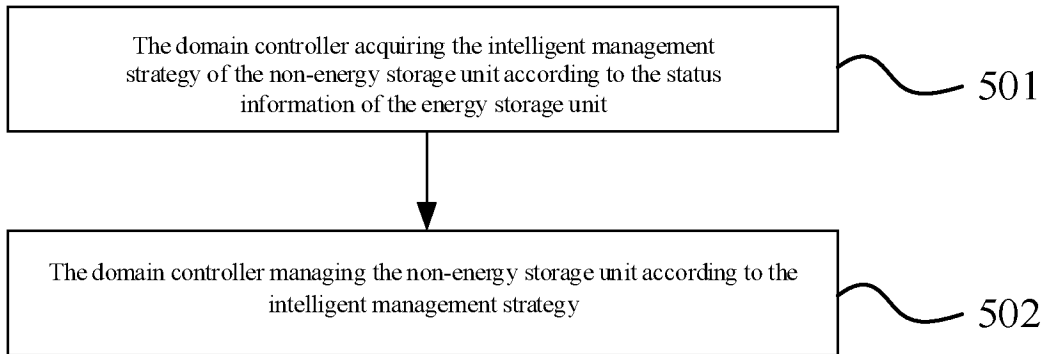 The domain controller acquiring the intelligent management
strategy of the non-energy storage unit according to the status
information of the energy storage unit
501
The domain controller managing the non-energy storage unit according to the
intelligent management strategy
502